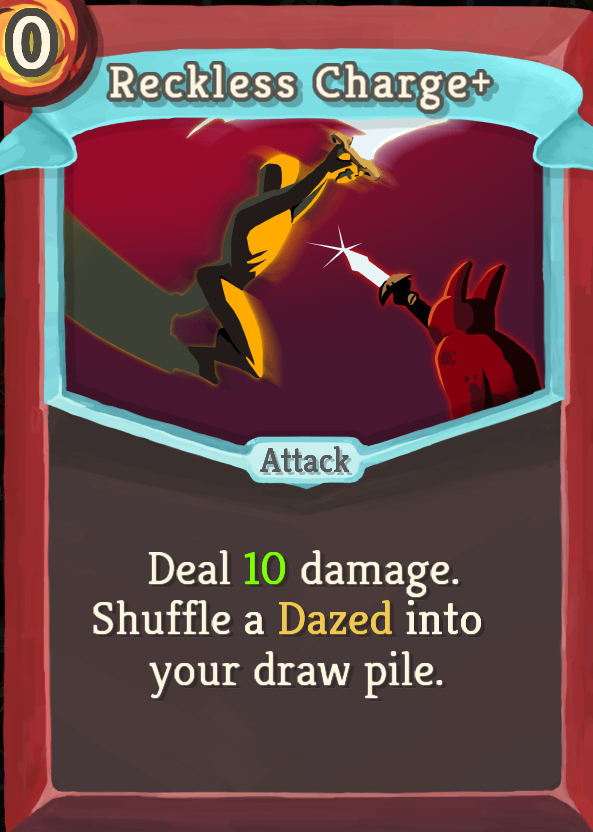 0
Reckless Charge+
Attack
Deal 10 damage.
Shuffle a Dazed into
your draw pile.